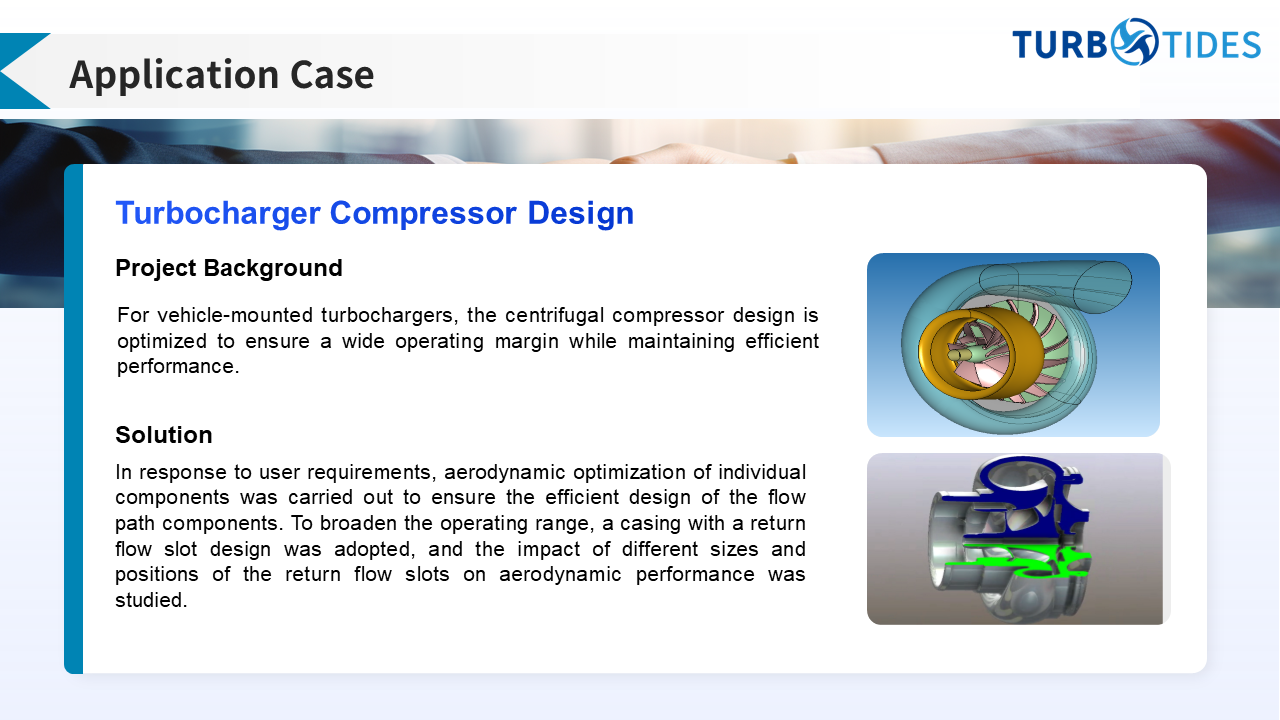 TURBTIDES
Application Case
Turbocharger Compressor Design
Project Background
For vehicle-mounted turbochargers, the centrifugal compressor design is
optimized to ensure a wide operating margin while maintaining efficient
performance.
Solution
In response to user requirements, aerodynamic optimization of individual
components was carried out to ensure the efficient design of the flow
path components. To broaden the operating range, a casing with a return
flow slot design was adopted, and the impact of different sizes and
positions of the return flow slots on aerodynamic performance was
studied.